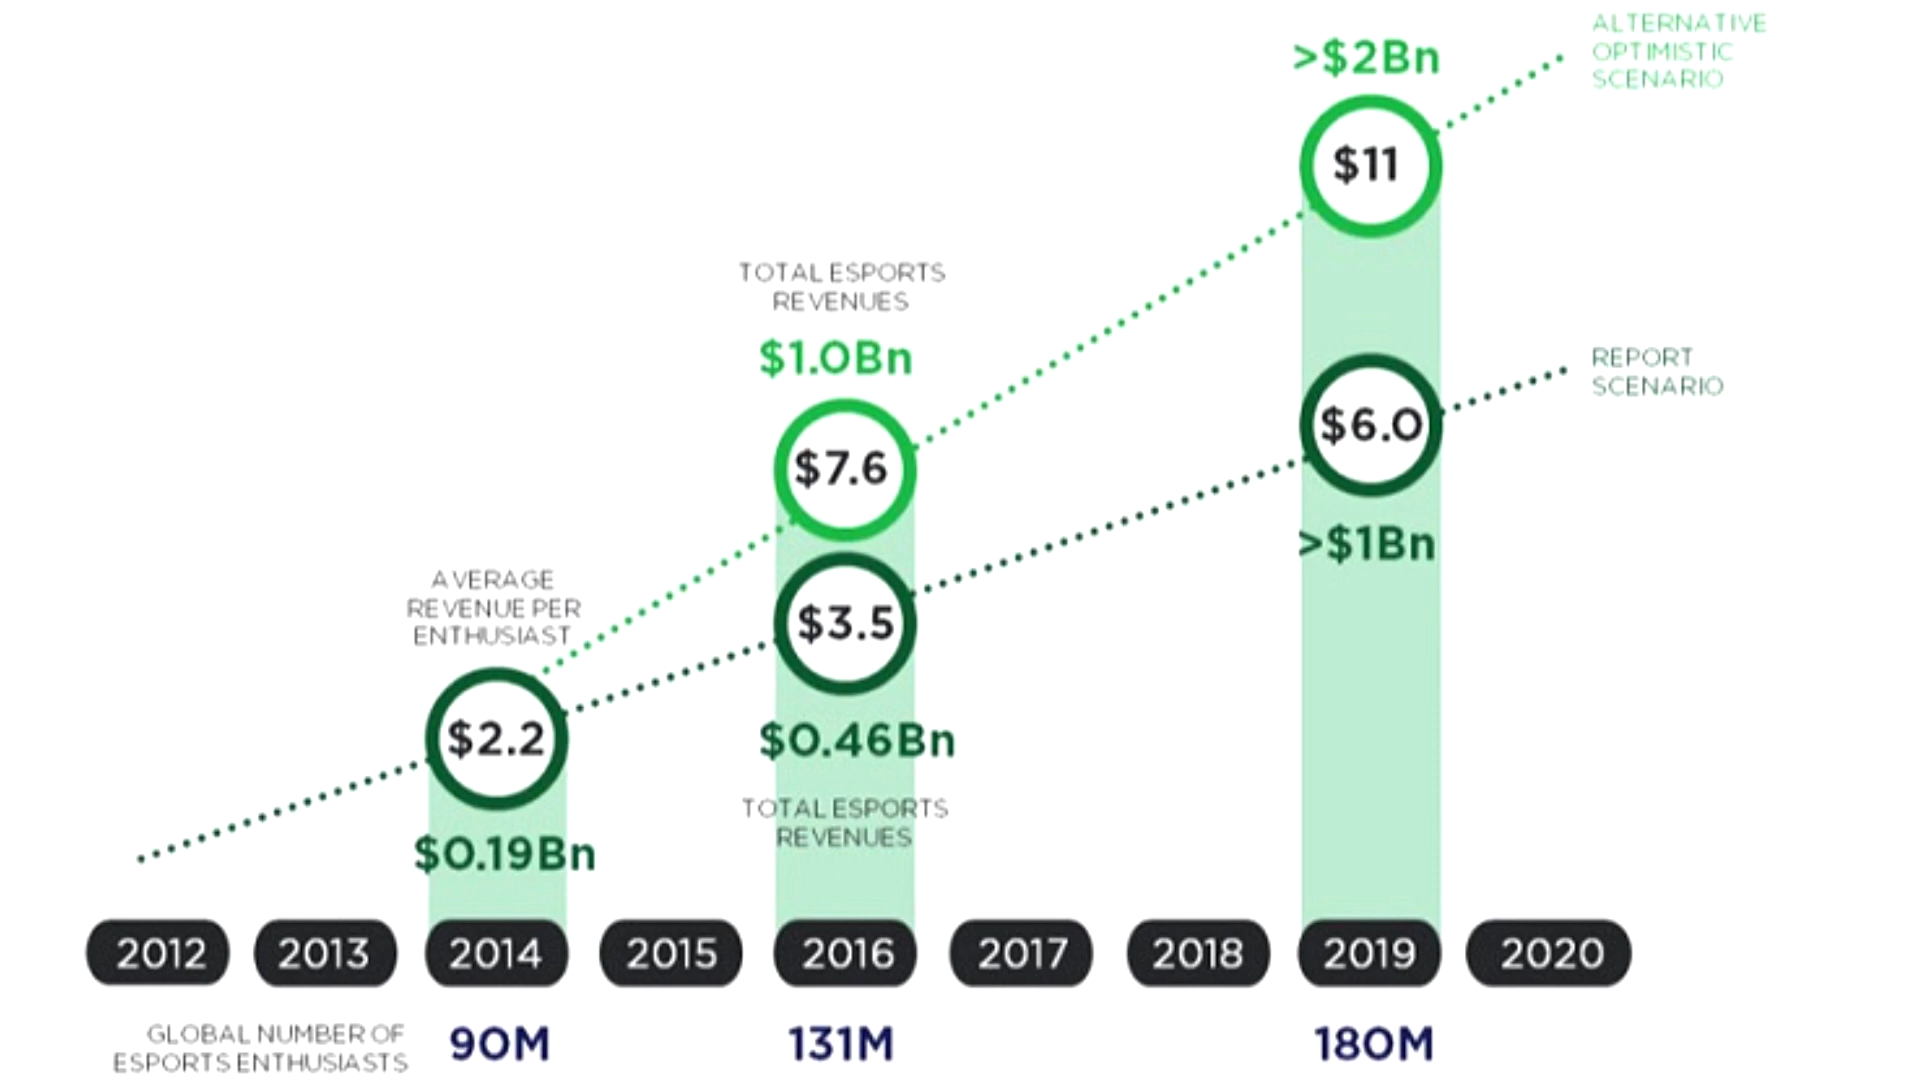 ALTERNATIVE
OPTIMISTIC
SCENARIO
>$2Bn
$11
TOTAL ESPORTS
REVENUES
$1.0Bn
$7.6
REPORT
SCENARIO
$6.0
>$1Bn
AVERAGE
REVENUE PER
ENTHUSIAST
$3.5
$2.2
$0.46Bn
TOTAL ESPORTS
REVENUES
$0.19Bn
2012 2013 2014 2015 2016 2017 2018 2019 2020
GLOBAL NUMBER OF
ESPORTS ENTHUSIASTS
90M 131M 180M